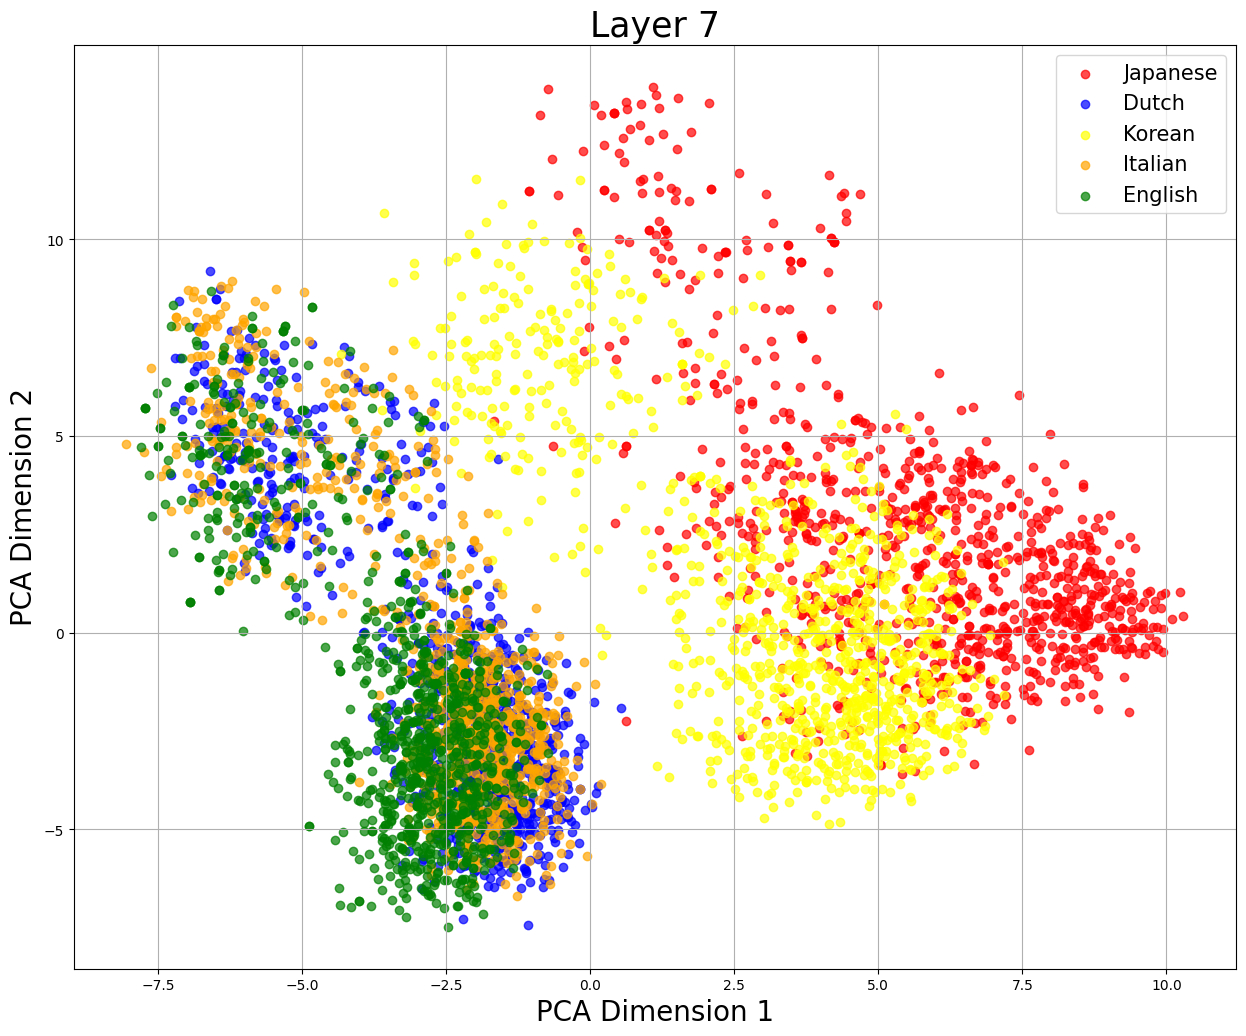 Layer 7
Japanese
Dutch
Korean
Italian
English
10
5
0
−5
PCA Dimension 2
−7.5 −5.0 −2.5 0.0 2.5 5.0 7.5 10.0
PCA Dimension 1